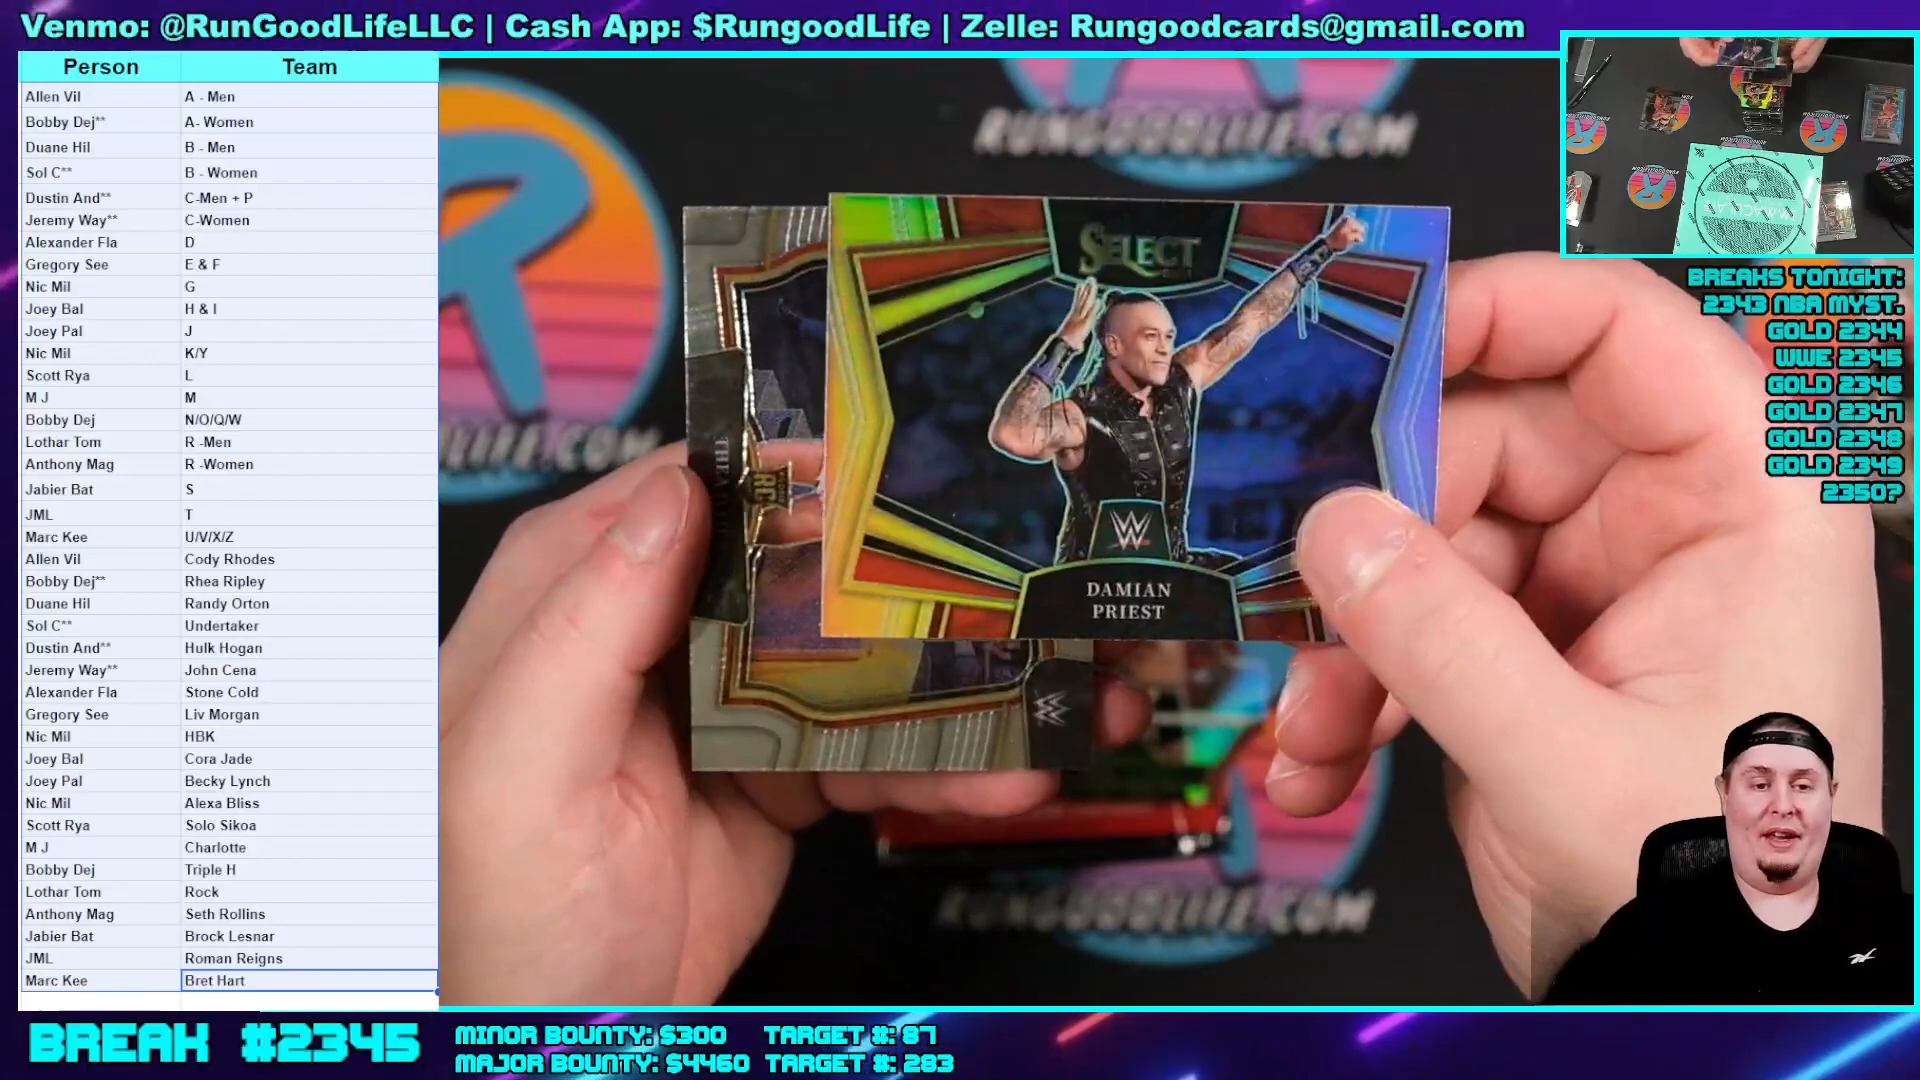 Venmo: @RunGoodLifeLLC | Cash App: $RungoodLife | Zelle: Rungoodcards@gmail.com
Person Team
Allen Vil A - Men
Bobby Dej** A- Women
Duane Hil B - Men
Sol C** B - Women
Dustin And** C-Men + P
Jeremy Way** C-Women
Alexander Fla D
Gregory See E & F
Nic Mil G
Joey Bal H & I
Joey Pal J
Nic Mil K/Y
Scott Rya L
M J M
Bobby Dej N/O/Q/W
Lothar Tom R -Men
Anthony Mag R -Women
Jabier Bat S
JML T
Marc Kee U/V/X/Z
Allen Vil Cody Rhodes
Bobby Dej** Rhea Ripley
Duane Hil Randy Orton
Sol C** Undertaker
Dustin And** Hulk Hogan
Jeremy Way** John Cena
Alexander Fla Stone Cold
Gregory See Liv Morgan
Nic Mil HBK
Joey Bal Cora Jade
Joey Pal Becky Lynch
Nic Mil Alexa Bliss
Scott Rya Solo Sikoa
M J Charlotte
Bobby Dej Triple H
Lothar Tom Rock
Anthony Mag Seth Rollins
Jabier Bat Brock Lesnar
JML Roman Reigns
Marc Kee Bret Hart
RUNGOODLIFE.COM
SELECT
W
DAMIAN
PRIEST
RC
RUNGOODLIFE.COM
BREAKS TONIGHT:
2343 NBA MYST.
GOLD 2344
WWE 2345
GOLD 2346
GOLD 2347
GOLD 2348
GOLD 2349
2350?
BREAK #2345
MINOR BOUNTY: $300 TARGET #: 87
MAJOR BOUNTY: $4460 TARGET #: 283